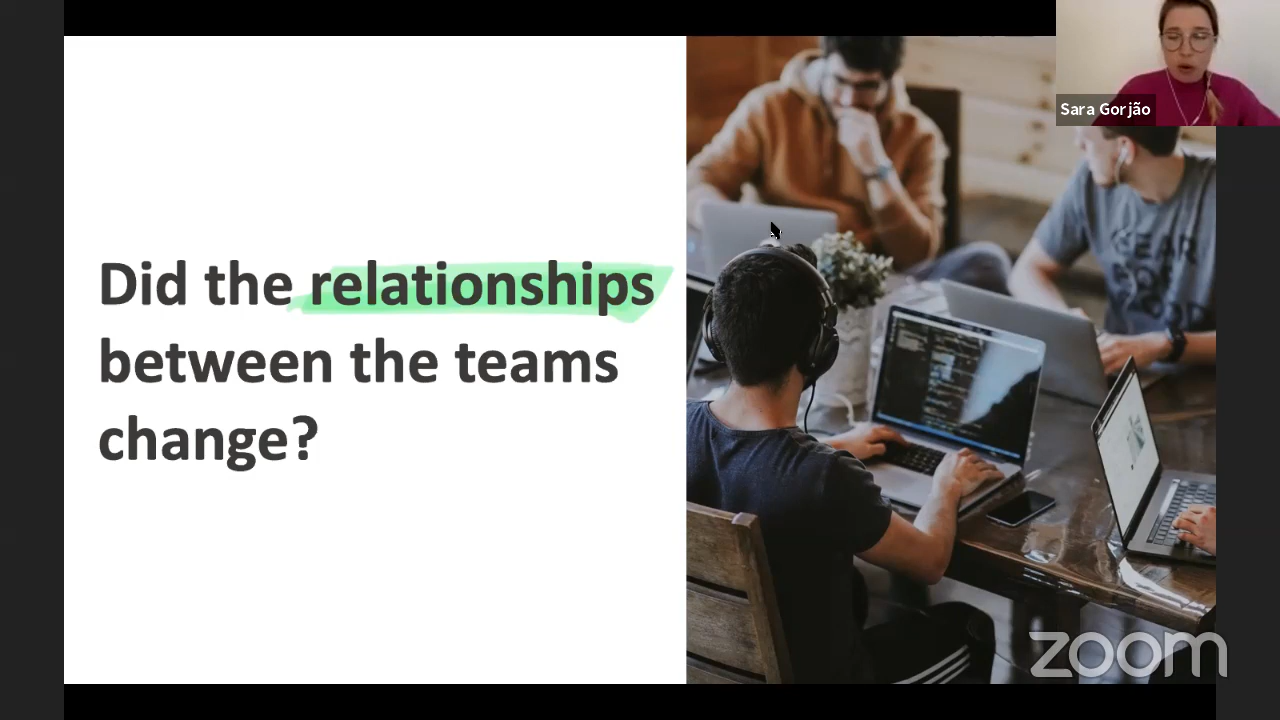 Sara Gorjão
Did the relationships
between the teams
change?
zoom